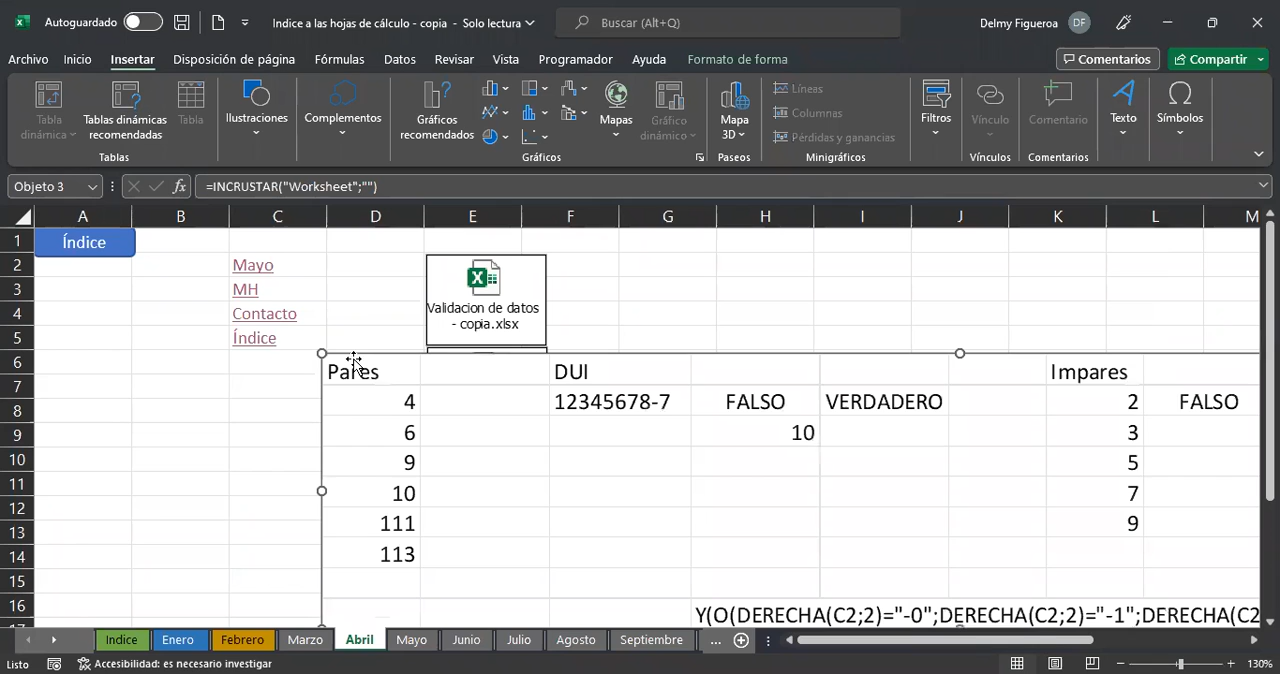 Autoguardado
Indice a las hojas de cálculo - copia - Solo lectura
Buscar (Alt+Q)
Delmy Figueroa DF
Archivo Inicio Insertar Disposición de página Fórmulas Datos Revisar Vista Programador Ayuda Formato de forma Comentarios Compartir
Tabla dinámica
Tablas dinámicas recomendadas
Tabla
Tablas
Ilustraciones
Complementos
Gráficos recomendados
Mapas
Gráfico dinámico
Gráficos
Mapa 3D
Paseos
Líneas
Columnas
Pérdidas y ganancias
Minigráficos
Filtros
Vínculo
Vínculos
Comentario
Comentarios
Texto
Símbolos
Objeto 3 fx =INCRUSTAR("Worksheet";"")
A B C D E F G H I J K L M
1 Índice
2 Mayo
3 MH
4 Contacto
5 Índice
Validacion de datos
- copia.xlsx
6 Pares DUI Impares
7
8 4 12345678-7 FALSO VERDADERO 2 FALSO
9 6 10 3
10 9 5
11
12 10 7
13 111 9
14 113
15
16 Y(O(DERECHA(C2;2)="-0";DERECHA(C2;2)="-1";DERECHA(C2
17
Indice Enero Febrero Marzo Abril Mayo Junio Julio Agosto Septiembre ...
Listo Accesibilidad: es necesario investigar 130%